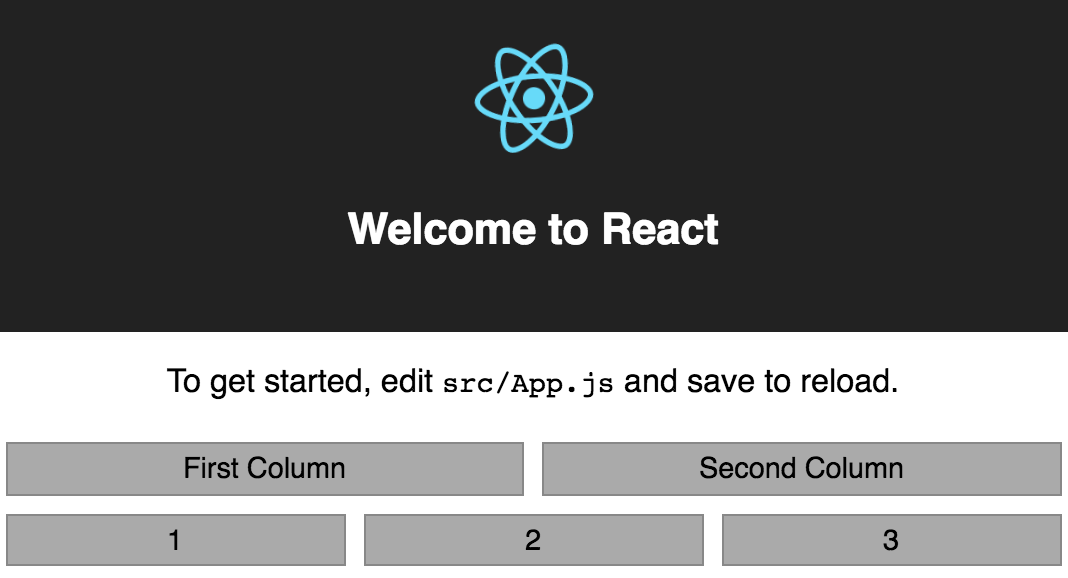 Welcome to React
To get started, edit src/App.js and save to reload.
First Column Second Column
1 2 3